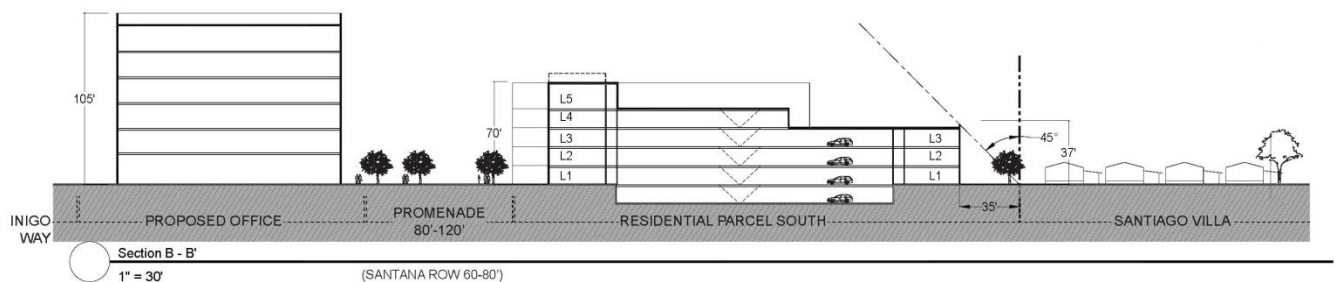 105'
70'
L5
L4
L3
L2
L1
L3
L2
L1
45°
37'
35'
INIGO
WAY
PROPOSED OFFICE
PROMENADE
80'-120'
RESIDENTIAL PARCEL SOUTH
SANTIAGO VILLA
Section B - B'
1" = 30'
(SANTANA ROW 60-80')